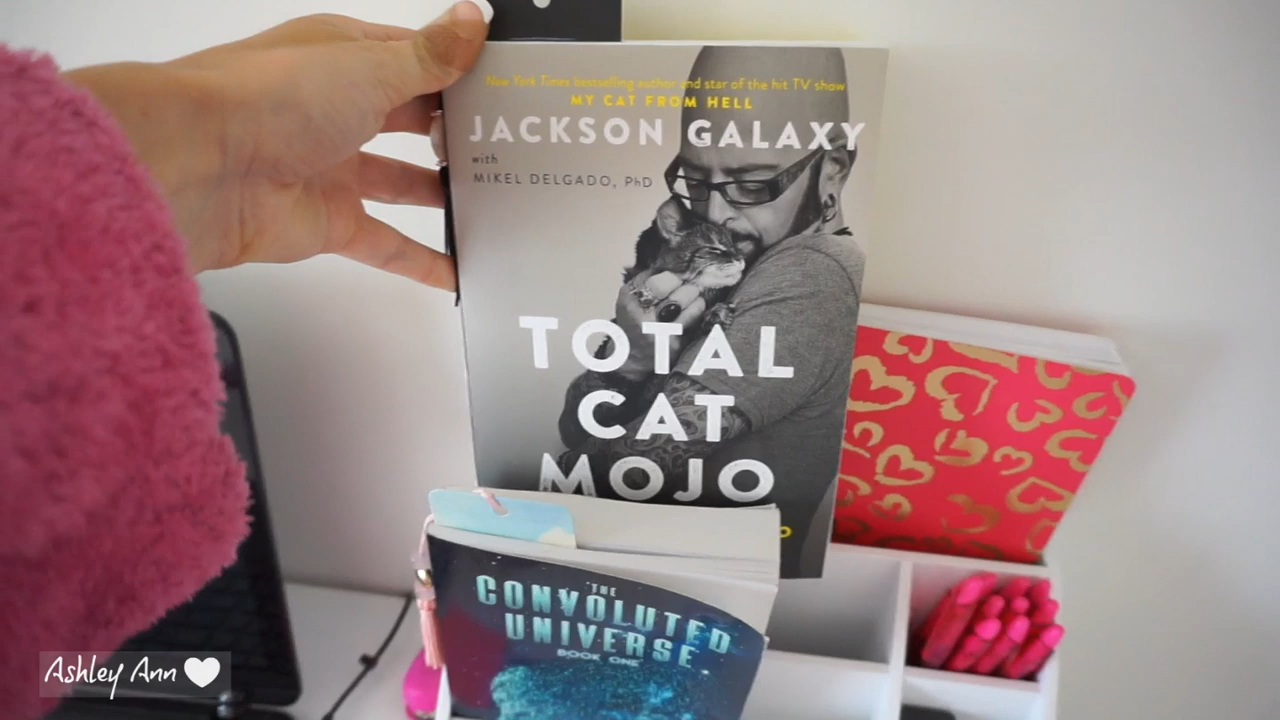 New York Times bestselling author and star of the hit TV show
MY CAT FROM HELL
JACKSON GALAXY
with
MIKEL DELGADO, PhD
TOTAL
CAT
MOJO
THE
CONVOLUTED
UNIVERSE
BOOK ONE
Ashley Ann